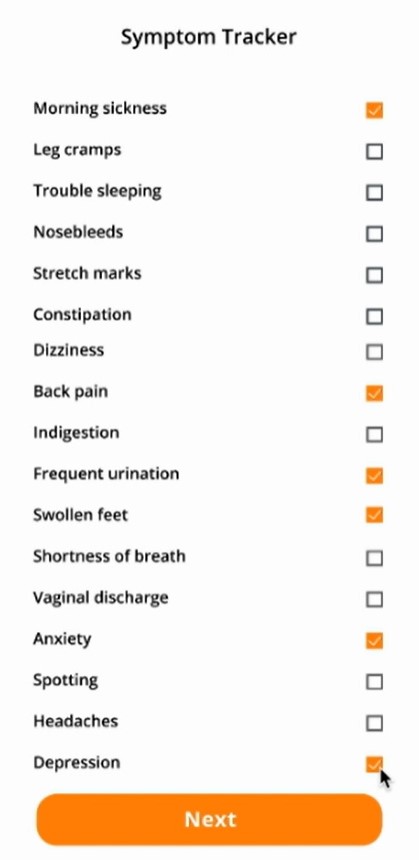 Symptom Tracker
Morning sickness
Leg cramps
Trouble sleeping
Nosebleeds
Stretch marks
Constipation
Dizziness
Back pain
Indigestion
Frequent urination
Swollen feet
Shortness of breath
Vaginal discharge
Anxiety
Spotting
Headaches
Depression
Next